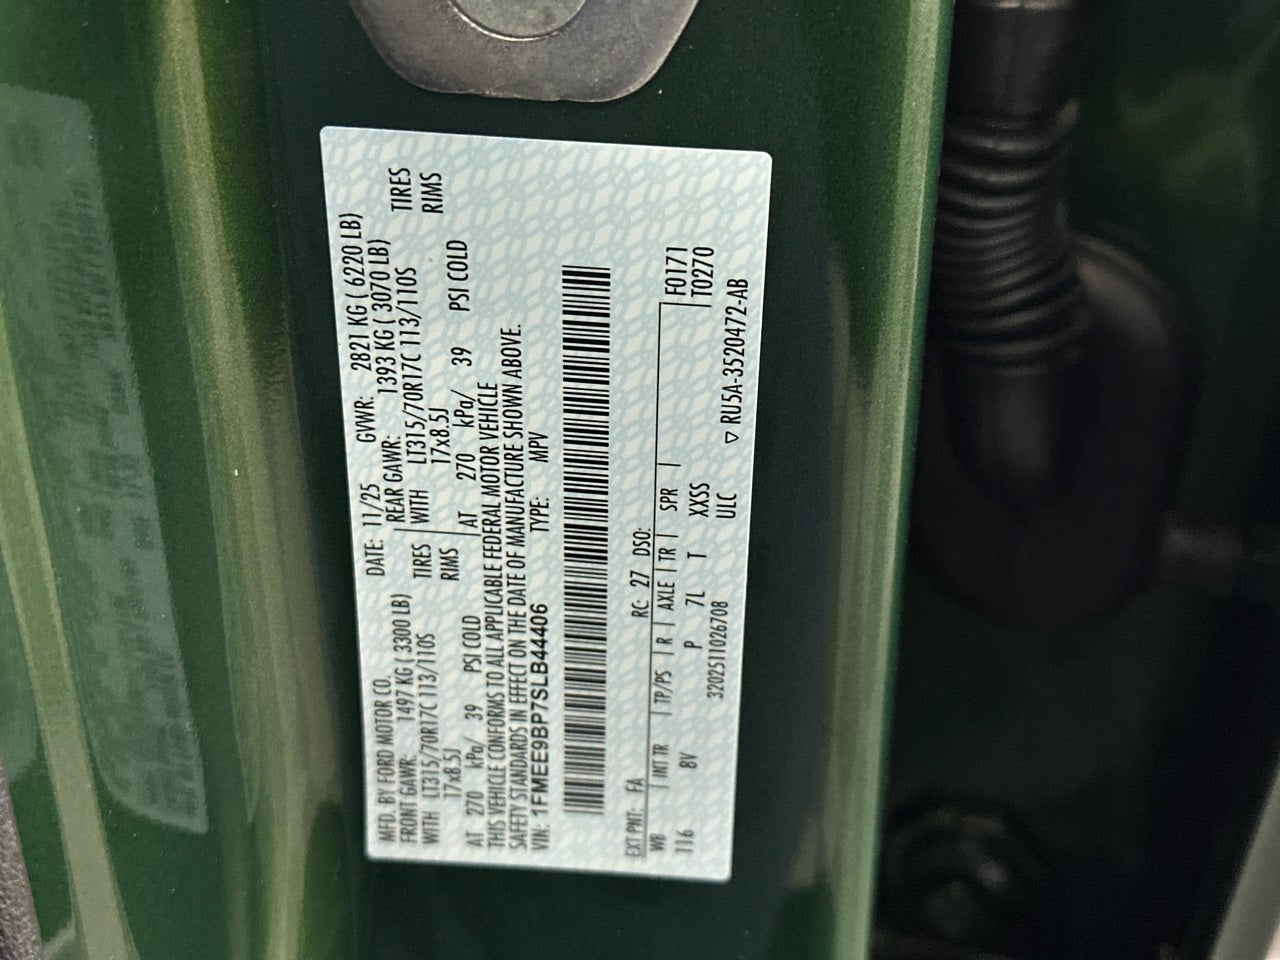 MFD. BY FORD MOTOR CO.
DATE: 11/25 GVWR: 2821 KG ( 6220 LB)
FRONT GAWR: 1497 KG ( 3300 LB) REAR GAWR: 1393 KG ( 3070 LB)
WITH LT315/70R17C 113/110S TIRES WITH LT315/70R17C 113/110S TIRES
17x8.5J RIMS 17x8.5J RIMS
AT 270 kPa/ 39 PSI COLD AT 270 kPa/ 39 PSI COLD
THIS VEHICLE CONFORMS TO ALL APPLICABLE FEDERAL MOTOR VEHICLE
SAFETY STANDARDS IN EFFECT ON THE DATE OF MANUFACTURE SHOWN ABOVE.
VIN: 1FMEE9BP7SLB44406 TYPE: MPV
EXT PNT: FA RC: 27 DSO:
WB INT TR TP/PS R AXLE TR SPR F0171
116 BV P 7L T XXSS T0270
3202511026708 ULC
▽ RU5A-3520472-AB